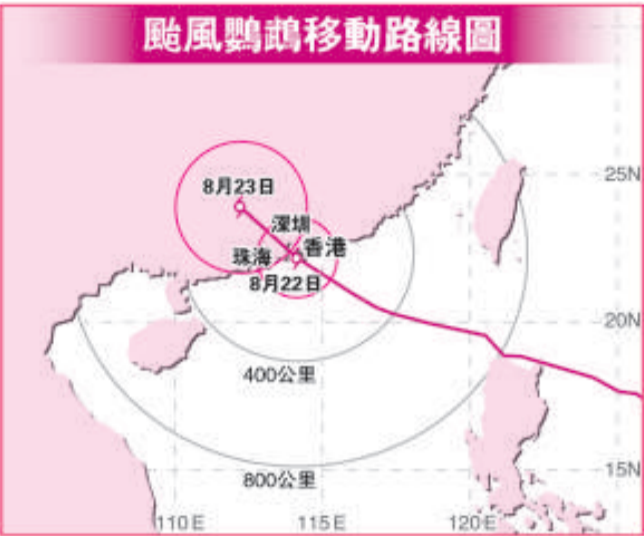 颱風鸚鵡移動路線圖
25N
8月23日
深圳
香港
珠海
8月22日
20N
400公里
15N
800公里
110E
115E
120E